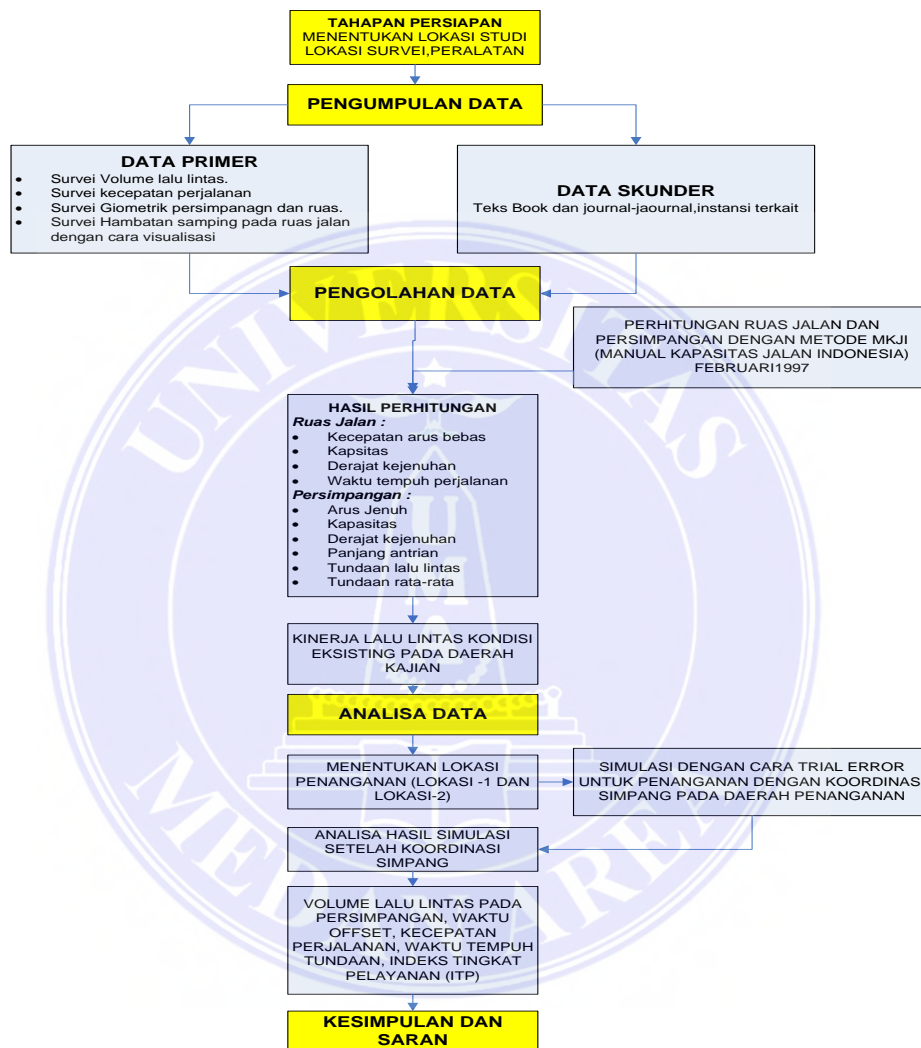 TAHAPAN PERSIAPAN
MENENTUKAN LOKASI STUDI
LOKASI SURVEI,PERALATAN
PENGUMPULAN DATA
DATA PRIMER
• Survei Volume lalu lintas.
• Survei kecepatan perjalanan
• Survei Giometrik persimpanagn dan ruas.
• Survei Hambatan samping pada ruas jalan
dengan cara visualisasi
DATA SKUNDER
Teks Book dan journal-jaournal,instansi terkait
PENGOLAHAN DATA
PERHITUNGAN RUAS JALAN DAN
PERSIMPANGAN DENGAN METODE MKJI
(MANUAL KAPASITAS JALAN INDONESIA)
FEBRUARI1997
HASIL PERHITUNGAN
Ruas Jalan :
• Kecepatan arus bebas
• Kapsitas
• Derajat kejenuhan
• Waktu tempuh perjalanan
Persimpangan :
• Arus Jenuh
• Kapasitas
• Derajat kejenuhan
• Panjang antrian
• Tundaan lalu lintas
• Tundaan rata-rata
KINERJA LALU LINTAS KONDISI
EKSISTING PADA DAERAH
KAJIAN
ANALISA DATA
MENENTUKAN LOKASI
PENANGANAN (LOKASI -1 DAN
LOKASI-2)
SIMULASI DENGAN CARA TRIAL ERROR
UNTUK PENANGANAN DENGAN KOORDINASI
SIMPANG PADA DAERAH PENANGANAN
ANALISA HASIL SIMULASI
SETELAH KOORDINASI
SIMPANG
VOLUME LALU LINTAS PADA
PERSIMPANGAN, WAKTU
OFFSET, KECEPATAN
PERJALANAN, WAKTU TEMPUH
TUNDAAN, INDEKS TINGKAT
PELAYANAN (ITP)
KESIMPULAN DAN
SARAN
UNIVERSITAS
MEDAN AREA
U
M
A